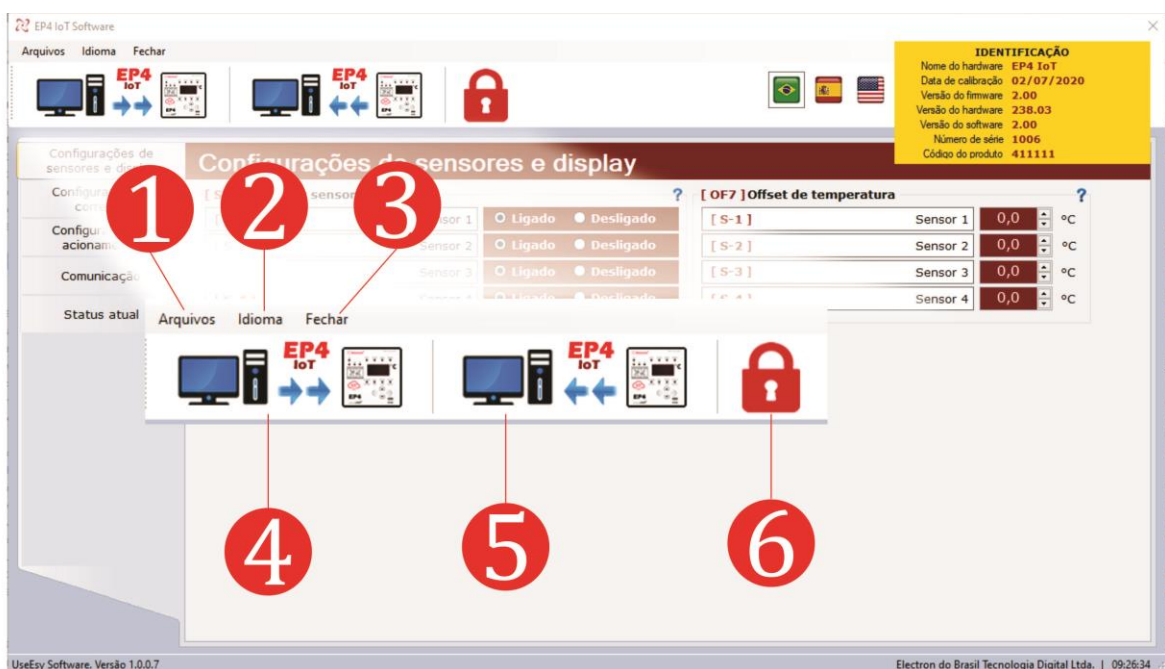 EP4 IoT Software
Arquivos Idioma Fechar
EP4
IoT
EP4
IoT
IDENTIFICAÇÃO
Nome do hardware EP4 IoT
Data de calibração 02/07/2020
Versão do firmware 2.00
Versão do hardware 238.03
Versão do software 2.00
Número de série 1006
Código do produto 411111
Configurações de
sensores e
Configurações de sensores e display
Comunicação
Status atual
?
Sensor 2 Ligado Desligado
Sensor 3 Ligado Desligado
Ligado Desligado
[ OF7 ] Offset de temperatura ?
[ S-1 ] Sensor 1 0,0 °C
[ S-2 ] Sensor 2 0,0 °C
[ S-3 ] Sensor 3 0,0 °C
Sensor 4 0,0 °C
1
2
3
Arquivos Idioma Fechar
EP4
IoT
EP4
EP4
IoT
EP4
4
5
6
UseEsy Software. Versão 1.0.0.7
Electron do Brasil Tecnologia Digital Ltda. | 09:26:34